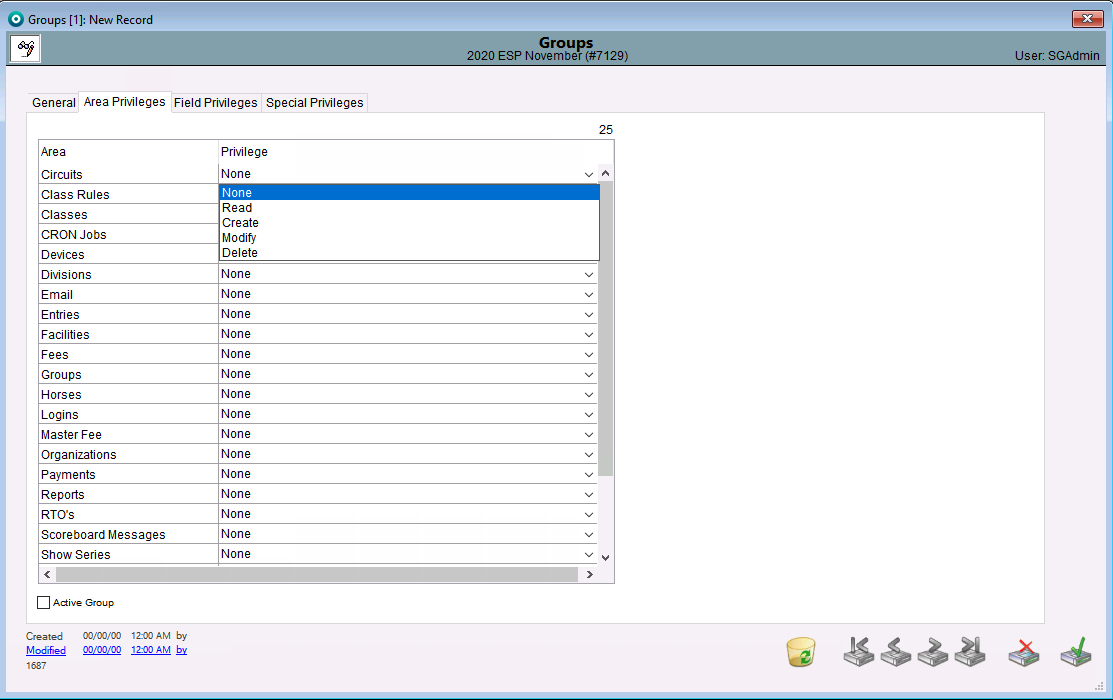 Groups [1]: New Record
Groups
2020 ESP November (#7129)
User: SGAdmin
General Area Privileges Field Privileges Special Privileges
25
Area Privilege
Circuits None
Class Rules None
Classes Read
CRON Jobs Create
Modify
Devices Delete
Divisions None
Email None
Entries None
Facilities None
Fees None
Groups None
Horses None
Logins None
Master Fee None
Organizations None
Payments None
Reports None
RTO's None
Scoreboard Messages None
Show Series None
Active Group
Created 00/00/00 12:00 AM by
Modified 00/00/00 12:00 AM by
1687